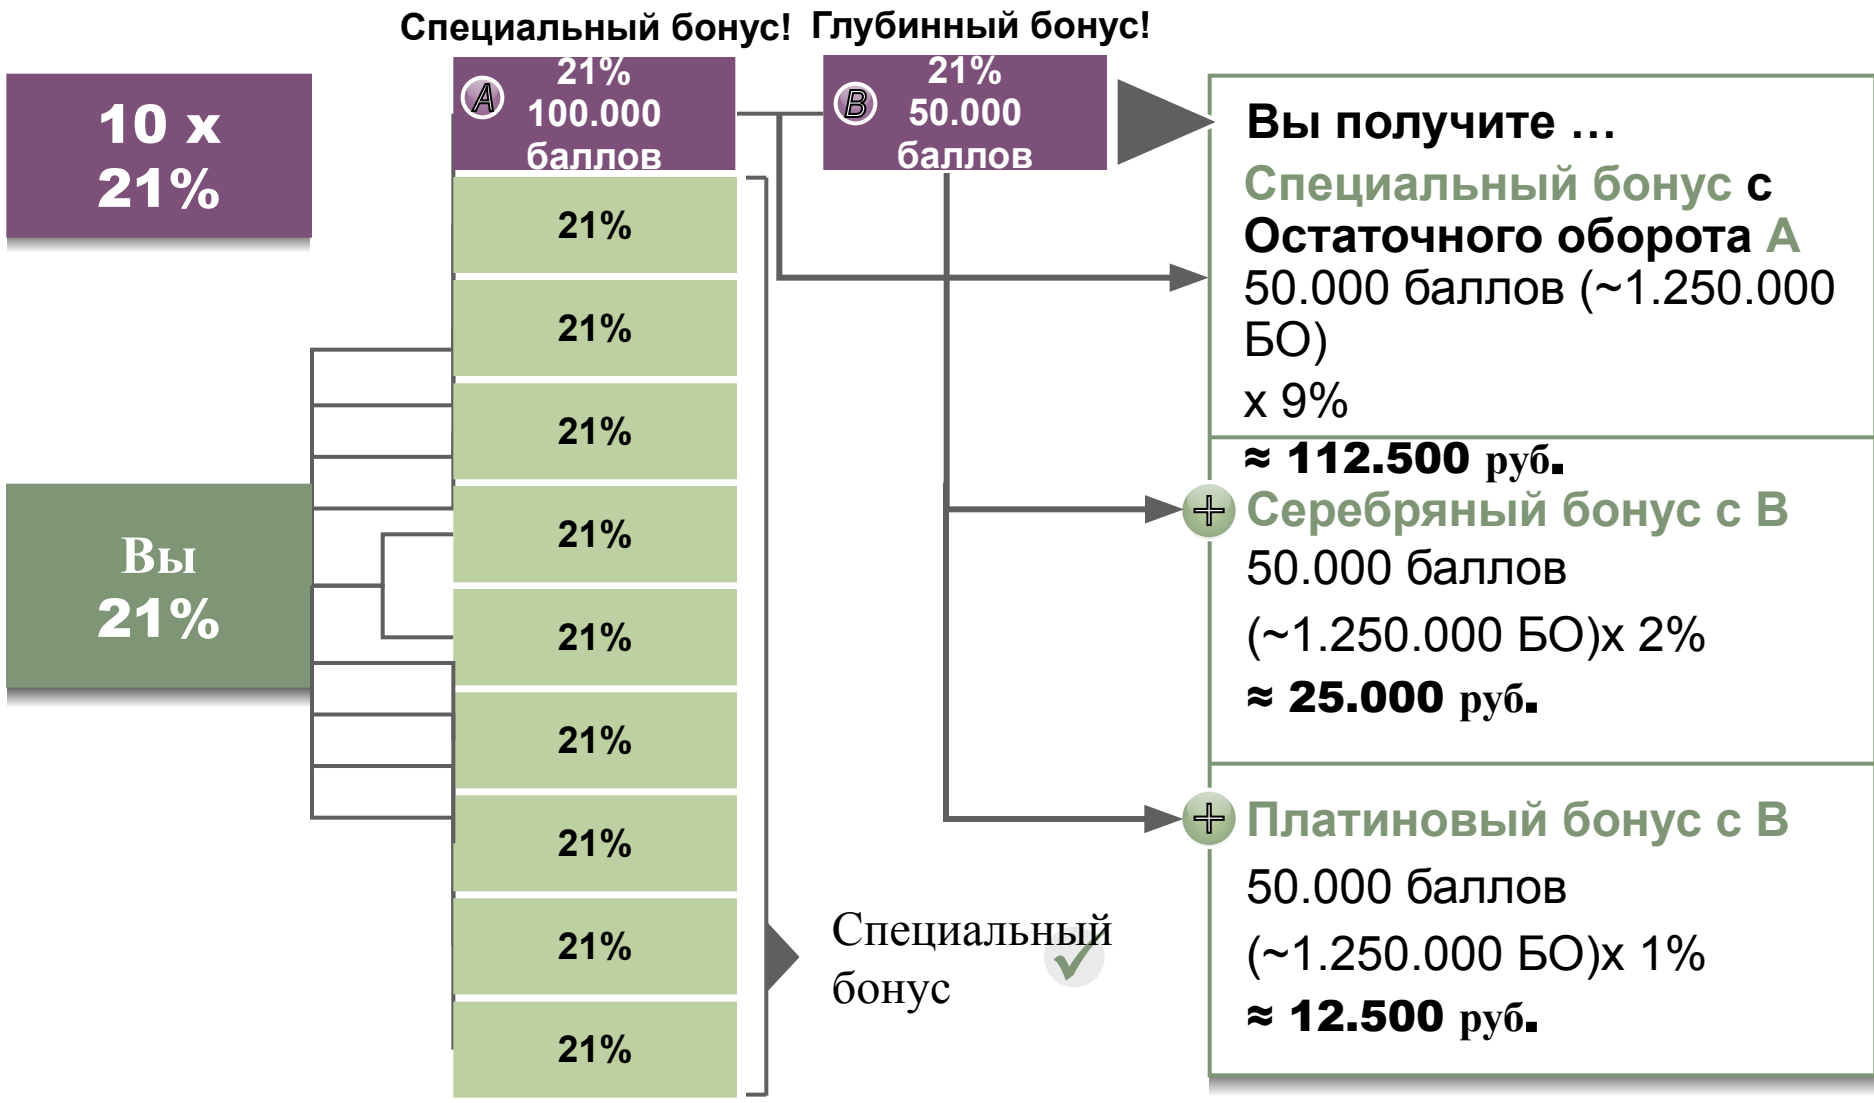 Специальный бонус! Глубинный бонус!
10 x
21%
A
21%
100.000
баллов
B
21%
50.000
баллов
21%
21%
21%
21%
21%
21%
21%
21%
21%
Вы
21%
Специальный
бонус
Вы получите …
Специальный бонус с
Остаточного оборота А
50.000 баллов (~1.250.000
БО)
x 9%
≈ 112.500 руб.
Серебряный бонус с В
50.000 баллов
(~1.250.000 БО)x 2%
≈ 25.000 руб.
Платиновый бонус с В
50.000 баллов
(~1.250.000 БО)x 1%
≈ 12.500 руб.